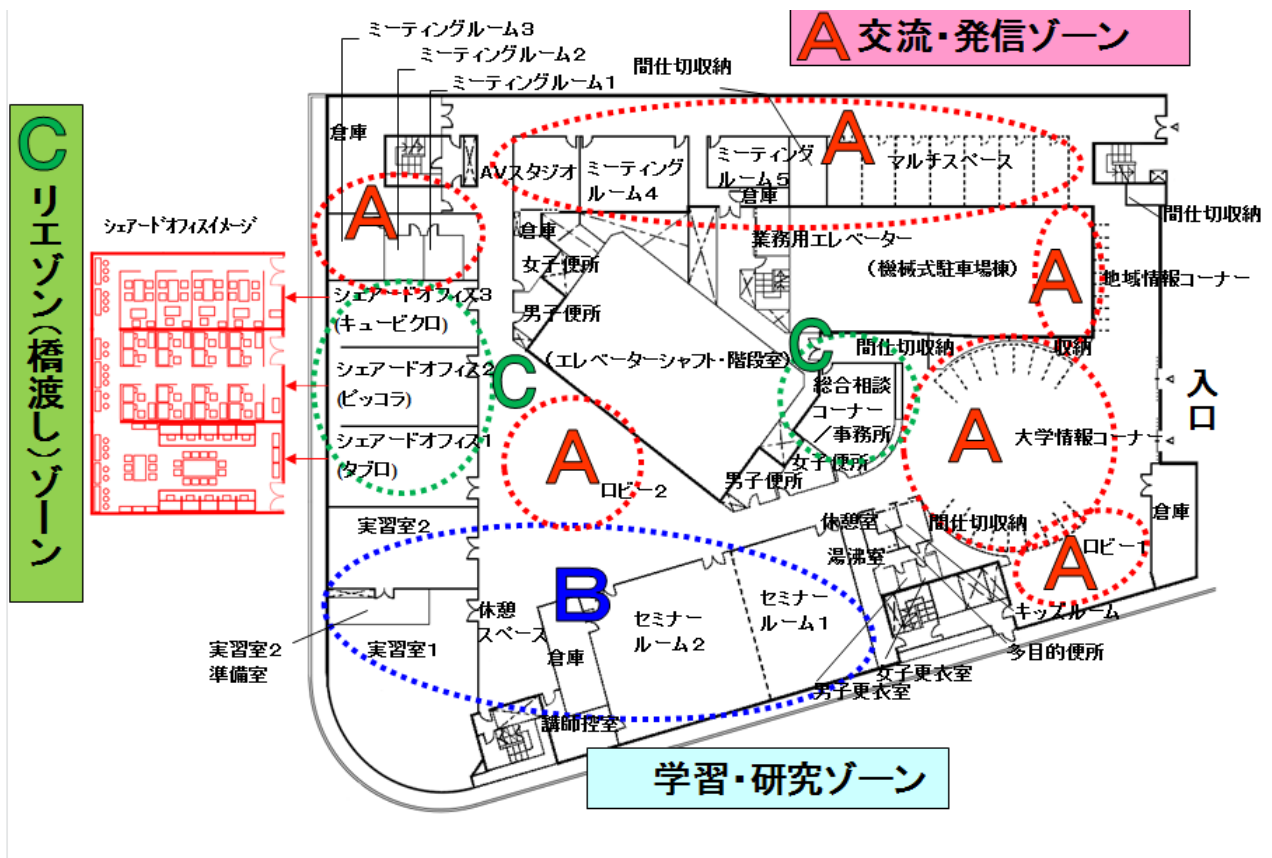 ミーティングルーム3
ミーティングルーム2
ミーティングルーム1
間仕切収納
A 交流・発信ゾーン
C リエゾン(橋渡し)ゾーン
倉庫
A
AVスタジオ
ミーティング
ルーム4
ミーティング
ルーム5
倉庫
マルチスペース
A
間仕切収納
シェアードオフィスイメージ
倉庫
女子便所
男子便所
業務用エレベーター
(機械式駐車場棟)
A
地域情報コーナー
シェアードオフィス3
(キュービクロ)
シェアードオフィス2
(ピッコラ)
シェアードオフィス1
(タブロ)
C
(エレベーターシャフト・階段室)
C
間仕切収納
収納
総合相談
コーナー
/事務所
入口
A
大学情報コーナー
A
ロビー2
男子便所
女子便所
実習室2
休憩室
間仕切収納
湯沸室
倉庫
A
ロビー1
B
セミナー
ルーム1
セミナー
ルーム2
休憩
スペース
倉庫
実習室2
準備室
実習室1
キッズルーム
多目的便所
女子更衣室
男子更衣室
講師控室
学習・研究ゾーン